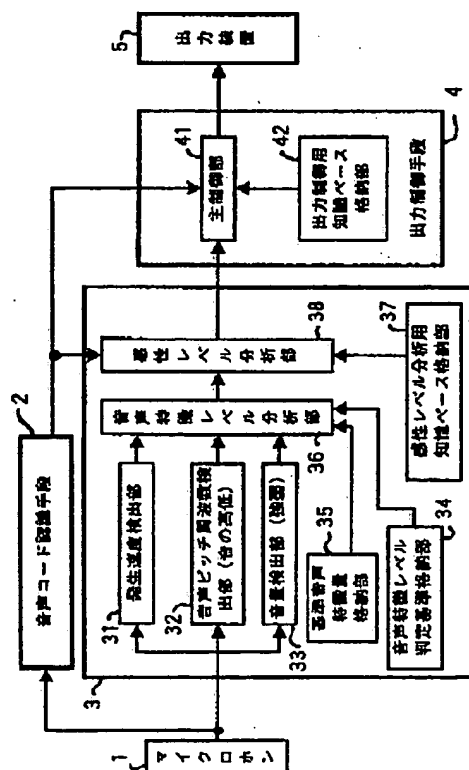 1
マイクロホン
2
音声コード認識手段
3
31
発生速度検出部
32
音声ピッチ周波数検
出部(音の高低)
33
音量検出部(強弱)
35
基準音声
特徴量
格納部
音声特徴レベル
判定基準格納部
34
音声特徴レベル分析部
36
感性レベル分析部
38
感性レベル分析用
知識ベース格納部
37
41
主制御部
42
出力制御用
知識ベース
格納部
出力制御手段
4
5
出力装置